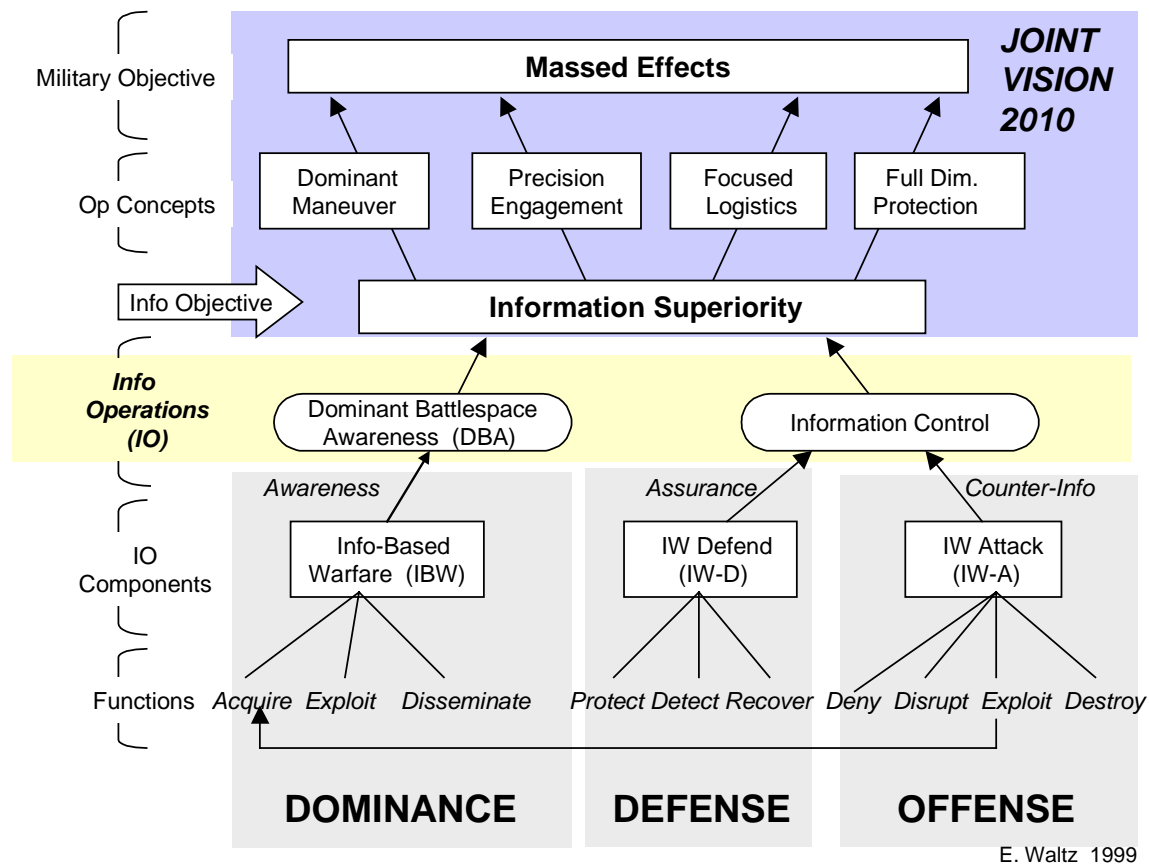 JOINT
VISION
2010
Military Objective
Massed Effects
Op Concepts
Dominant
Maneuver
Precision
Engagement
Focused
Logistics
Full Dim.
Protection
Info Objective
Information Superiority
Info
Operations
(IO)
Dominant Battlespace
Awareness (DBA)
Information Control
Awareness
Assurance
Counter-Info
IO
Components
Info-Based
Warfare (IBW)
IW Defend
(IW-D)
IW Attack
(IW-A)
Functions
Acquire Exploit Disseminate
Protect Detect Recover
Deny Disrupt Exploit Destroy
DOMINANCE
DEFENSE
OFFENSE
E. Waltz 1999